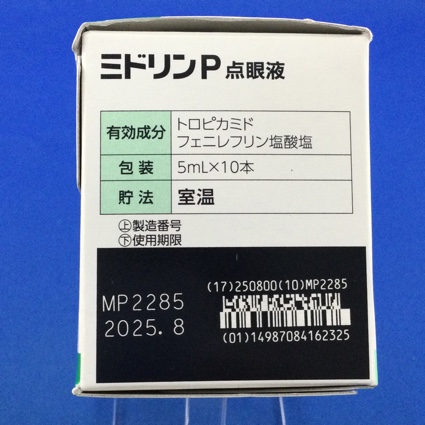 ミドリンP点眼液
有効成分
トロピカミド
フェニレフリン塩酸塩
包装
5mL×10本
貯法
室温
㊤製造番号
㊦使用期限
(17)250800(10)MP2285
MP2285
2025.8
(01)14987084162325